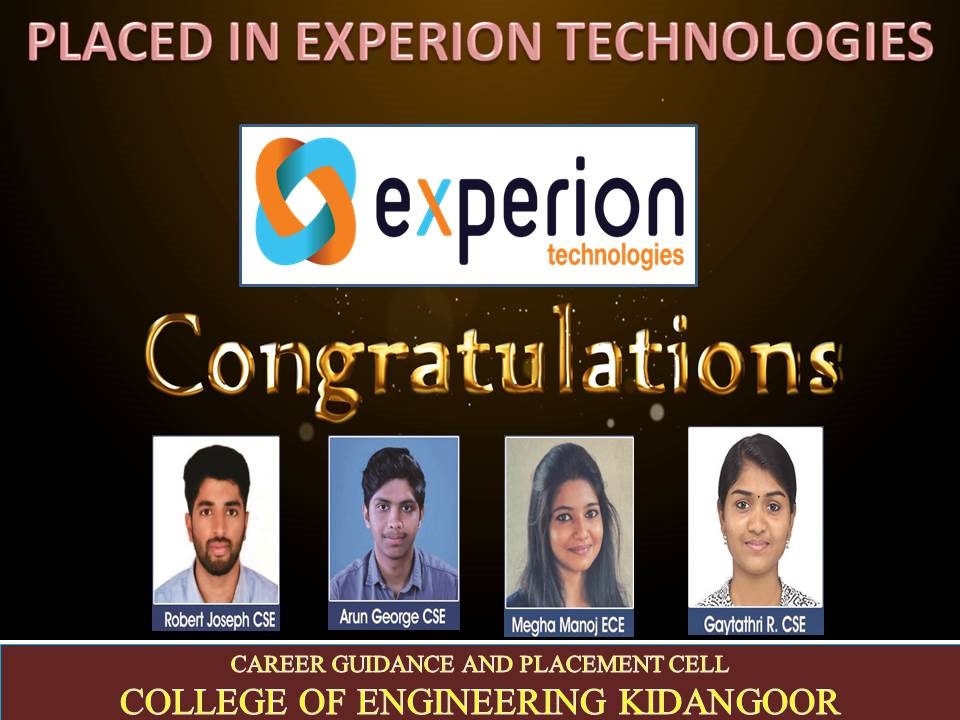 PLACED IN EXPERION TECHNOLOGIES
experion
technologies
Congratulations
Robert Joseph CSE
Arun George CSE
Megha Manoj ECE
Gaytathri R. CSE
CAREER GUIDANCE AND PLACEMENT CELL
COLLEGE OF ENGINEERING KIDANGOOR